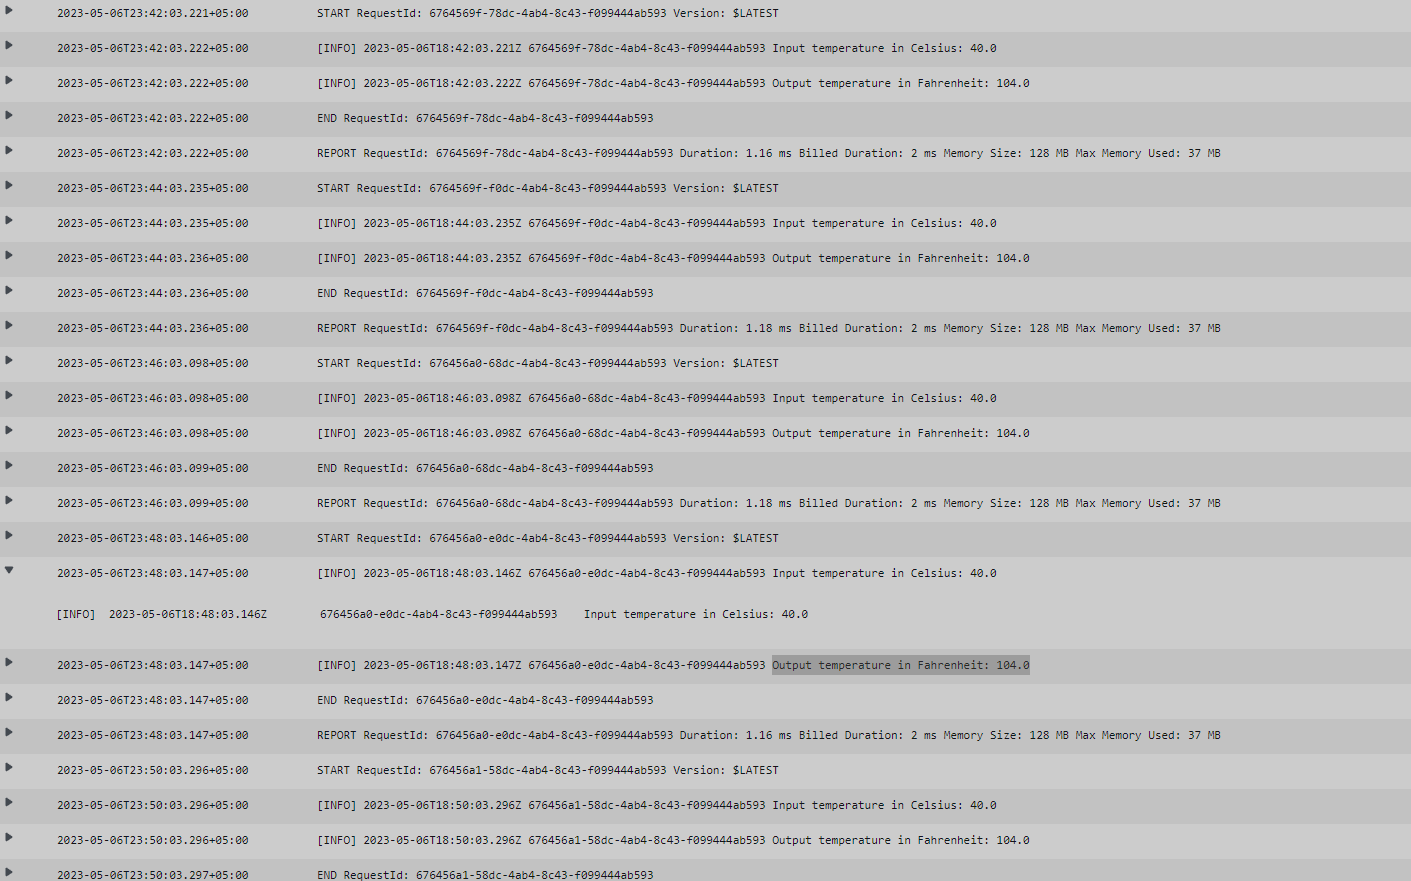 2023-05-06T23:42:03.221+05:00 START RequestId: 6764569f-78dc-4ab4-8c43-f099444ab593 Version: $LATEST
2023-05-06T23:42:03.222+05:00 [INFO] 2023-05-06T18:42:03.221Z 6764569f-78dc-4ab4-8c43-f099444ab593 Input temperature in Celsius: 40.0
2023-05-06T23:42:03.222+05:00 [INFO] 2023-05-06T18:42:03.222Z 6764569f-78dc-4ab4-8c43-f099444ab593 Output temperature in Fahrenheit: 104.0
2023-05-06T23:42:03.222+05:00 END RequestId: 6764569f-78dc-4ab4-8c43-f099444ab593
2023-05-06T23:42:03.222+05:00 REPORT RequestId: 6764569f-78dc-4ab4-8c43-f099444ab593 Duration: 1.16 ms Billed Duration: 2 ms Memory Size: 128 MB Max Memory Used: 37 MB
2023-05-06T23:44:03.235+05:00 START RequestId: 6764569f-f0dc-4ab4-8c43-f099444ab593 Version: $LATEST
2023-05-06T23:44:03.235+05:00 [INFO] 2023-05-06T18:44:03.235Z 6764569f-f0dc-4ab4-8c43-f099444ab593 Input temperature in Celsius: 40.0
2023-05-06T23:44:03.236+05:00 [INFO] 2023-05-06T18:44:03.235Z 6764569f-f0dc-4ab4-8c43-f099444ab593 Output temperature in Fahrenheit: 104.0
2023-05-06T23:44:03.236+05:00 END RequestId: 6764569f-f0dc-4ab4-8c43-f099444ab593
2023-05-06T23:44:03.236+05:00 REPORT RequestId: 6764569f-f0dc-4ab4-8c43-f099444ab593 Duration: 1.18 ms Billed Duration: 2 ms Memory Size: 128 MB Max Memory Used: 37 MB
2023-05-06T23:46:03.098+05:00 START RequestId: 676456a0-68dc-4ab4-8c43-f099444ab593 Version: $LATEST
2023-05-06T23:46:03.098+05:00 [INFO] 2023-05-06T18:46:03.098Z 676456a0-68dc-4ab4-8c43-f099444ab593 Input temperature in Celsius: 40.0
2023-05-06T23:46:03.098+05:00 [INFO] 2023-05-06T18:46:03.098Z 676456a0-68dc-4ab4-8c43-f099444ab593 Output temperature in Fahrenheit: 104.0
2023-05-06T23:46:03.099+05:00 END RequestId: 676456a0-68dc-4ab4-8c43-f099444ab593
2023-05-06T23:46:03.099+05:00 REPORT RequestId: 676456a0-68dc-4ab4-8c43-f099444ab593 Duration: 1.18 ms Billed Duration: 2 ms Memory Size: 128 MB Max Memory Used: 37 MB
2023-05-06T23:48:03.146+05:00 START RequestId: 676456a0-e0dc-4ab4-8c43-f099444ab593 Version: $LATEST
2023-05-06T23:48:03.147+05:00 [INFO] 2023-05-06T18:48:03.146Z 676456a0-e0dc-4ab4-8c43-f099444ab593 Input temperature in Celsius: 40.0
[INFO] 2023-05-06T18:48:03.146Z 676456a0-e0dc-4ab4-8c43-f099444ab593 Input temperature in Celsius: 40.0
2023-05-06T23:48:03.147+05:00 [INFO] 2023-05-06T18:48:03.147Z 676456a0-e0dc-4ab4-8c43-f099444ab593 Output temperature in Fahrenheit: 104.0
2023-05-06T23:48:03.147+05:00 END RequestId: 676456a0-e0dc-4ab4-8c43-f099444ab593
2023-05-06T23:48:03.147+05:00 REPORT RequestId: 676456a0-e0dc-4ab4-8c43-f099444ab593 Duration: 1.16 ms Billed Duration: 2 ms Memory Size: 128 MB Max Memory Used: 37 MB
2023-05-06T23:50:03.296+05:00 START RequestId: 676456a1-58dc-4ab4-8c43-f099444ab593 Version: $LATEST
2023-05-06T23:50:03.296+05:00 [INFO] 2023-05-06T18:50:03.296Z 676456a1-58dc-4ab4-8c43-f099444ab593 Input temperature in Celsius: 40.0
2023-05-06T23:50:03.296+05:00 [INFO] 2023-05-06T18:50:03.296Z 676456a1-58dc-4ab4-8c43-f099444ab593 Output temperature in Fahrenheit: 104.0
2023-05-06T23:50:03.297+05:00 END RequestId: 676456a1-58dc-4ab4-8c43-f099444ab593